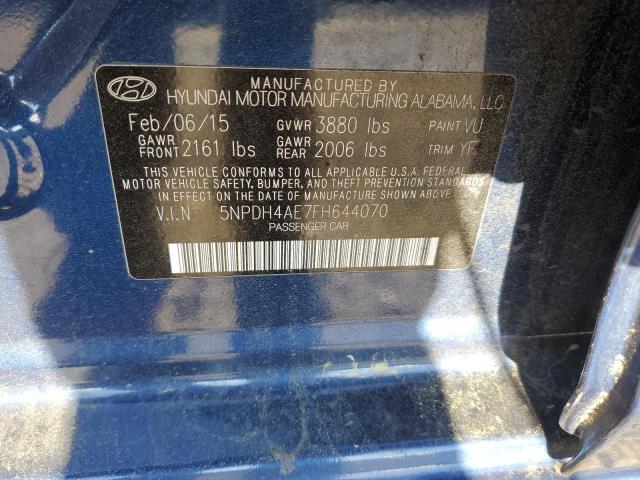 MANUFACTURED BY
HYUNDAI MOTOR MANUFACTURING ALABAMA, LLC
Feb/06/15 GVWR 3880 lbs PAINT VU
GAWR FRONT 2161 lbs GAWR REAR 2006 lbs TRIM YF
THIS VEHICLE CONFORMS TO ALL APPLICABLE U.S.A. FEDERAL
MOTOR VEHICLE SAFETY, BUMPER, AND THEFT PREVENTION
STANDARDS IN EFFECT ON THE DATE OF MANUFACTURE SHOWN ABOVE.
V.I.N 5NPDH4AE7FH644070
PASSENGER CAR